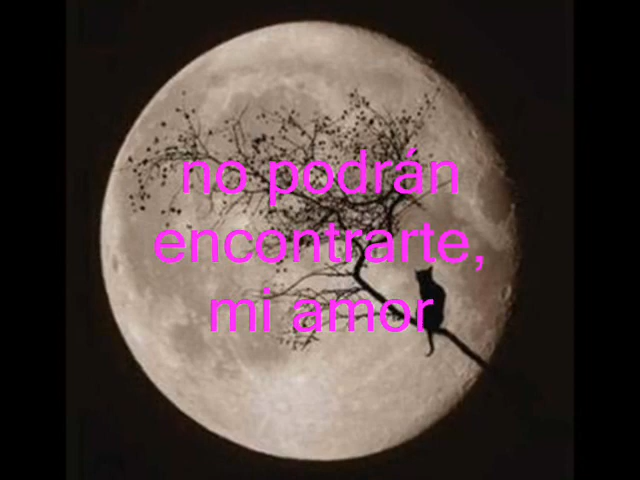 no podrán
encontrarte,
mi amor